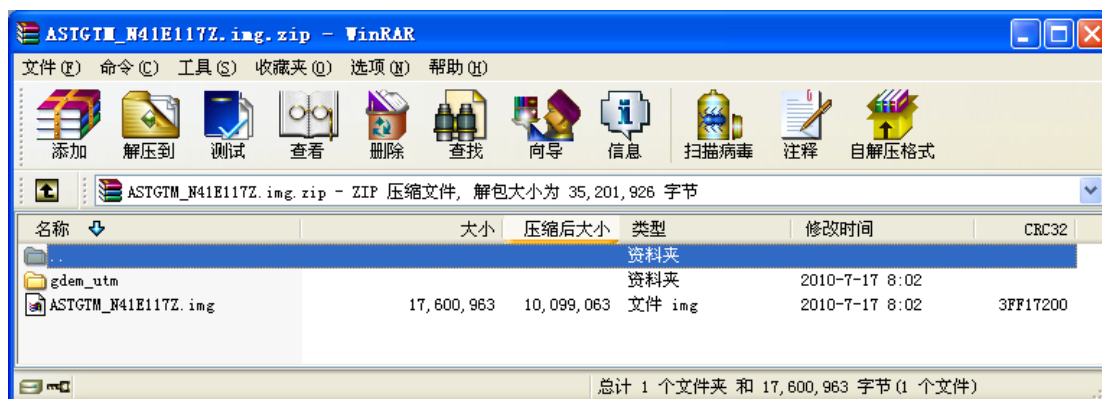 ASTGTM_N41E117Z.img.zip - WinRAR
文件(F) 命令(C) 工具(S) 收藏夹(O) 选项(N) 帮助(H)
添加 解压到 测试 查看 删除 查找 向导 信息 扫描病毒 注释 自解压格式
ASTGTM_N41E117Z.img.zip - ZIP 压缩文件, 解包大小为 35,201,926 字节
名称 大小 压缩后大小 类型 修改时间 CRC32
.. 资料夹
gdem_utm 资料夹 2010-7-17 8:02
ASTGTM_N41E117Z.img 17,600,963 10,099,063 文件 img 2010-7-17 8:02 3FF17200
总计 1 个文件夹 和 17,600,963 字节(1 个文件)